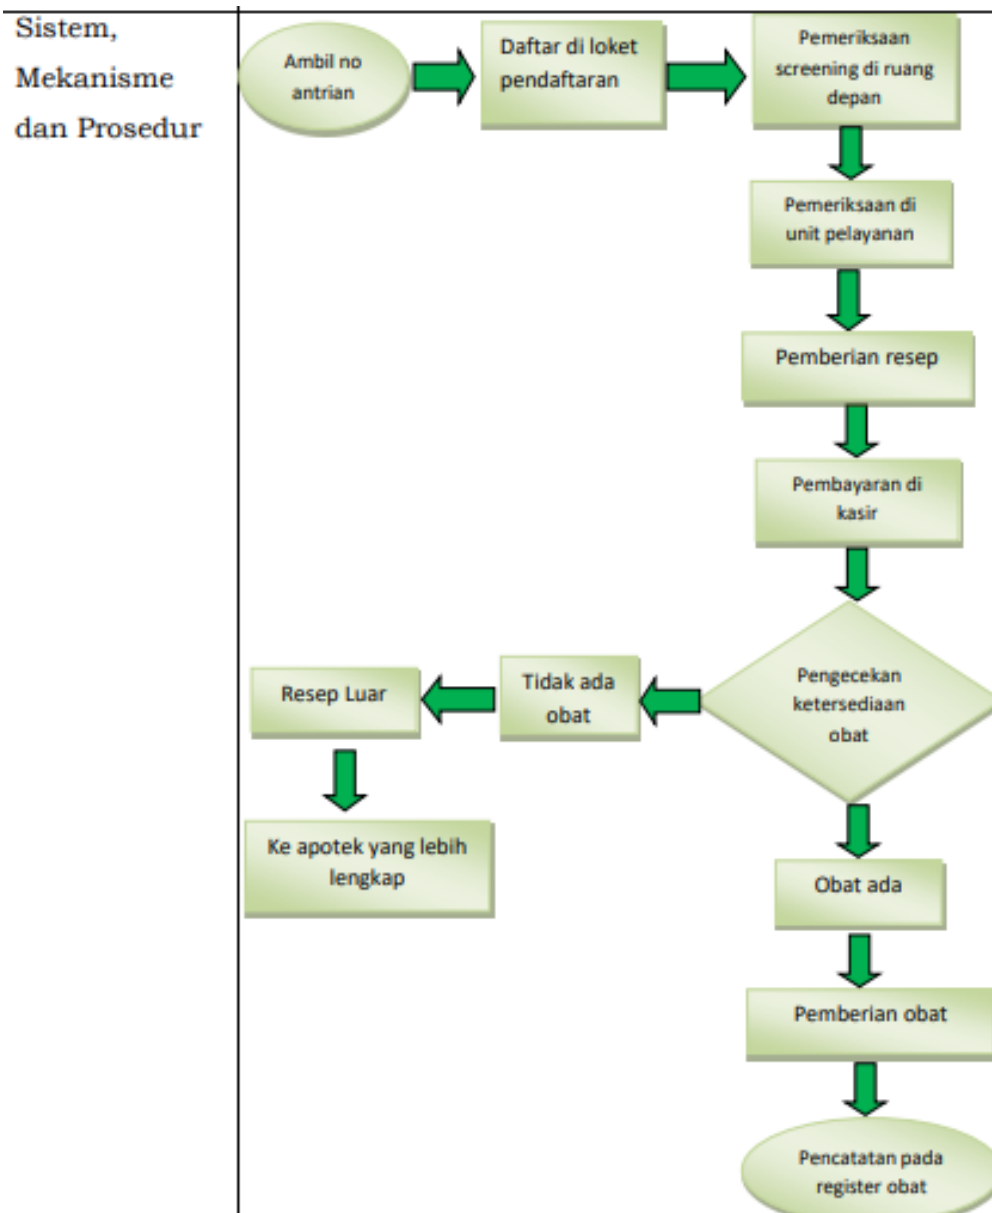 Sistem,
Mekanisme
dan Prosedur
Ambil no
antrian
Daftar di loket
pendaftaran
Pemeriksaan
screening di ruang
depan
Pemeriksaan di
unit pelayanan
Pemberian resep
Pembayaran di
kasir
Pengecekan
ketersediaan
obat
Tidak ada
obat
Resep Luar
Ke apotek yang lebih
lengkap
Obat ada
Pemberian obat
Pencatatan pada
register obat